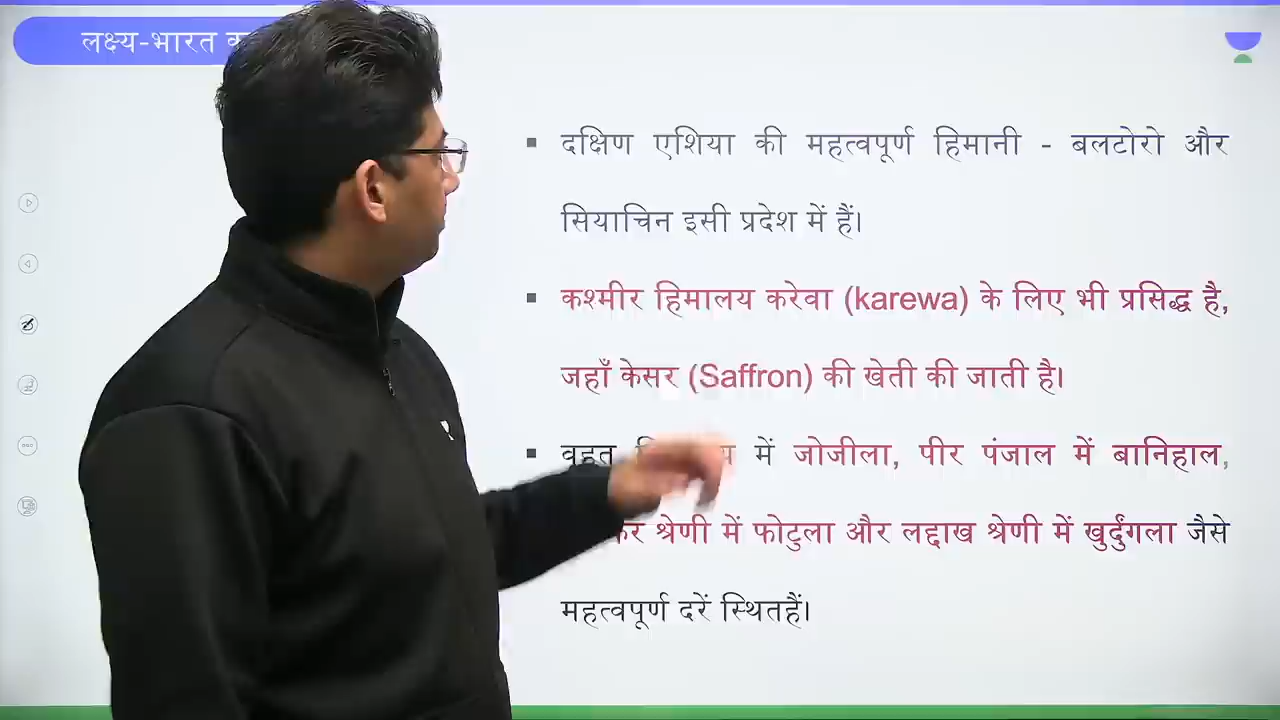 लक्ष्य-भारत
▪ दक्षिण एशिया की महत्वपूर्ण हिमानी - बलटोरो और
सियाचिन इसी प्रदेश में हैं।
▪ कश्मीर हिमालय करेवा (karewa) के लिए भी प्रसिद्ध है,
जहाँ केसर (Saffron) की खेती की जाती है।
▪ में जोजीला, पीर पंजाल में बानिहाल,
श्रेणी में फोटुला और लद्दाख श्रेणी में खुर्दुंगला जैसे
महत्वपूर्ण दर्रे स्थितहैं।